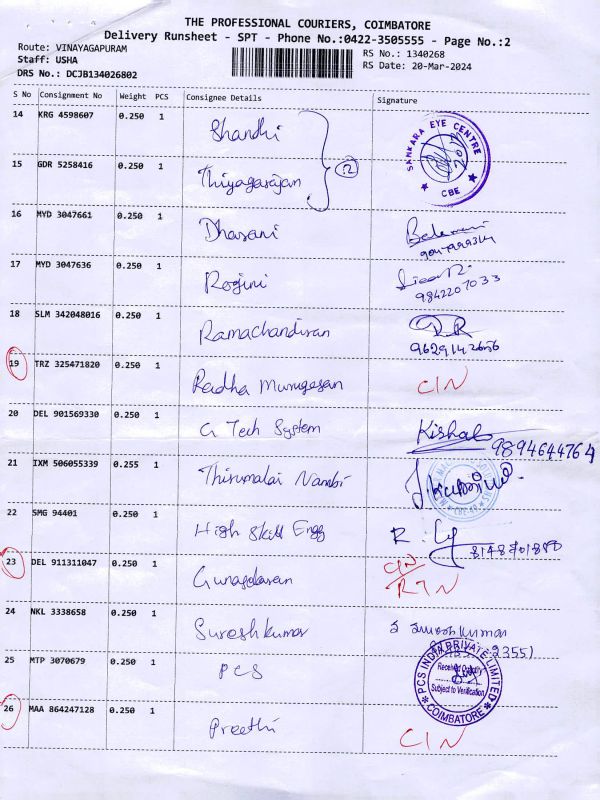 THE PROFESSIONAL COURIERS, COIMBATORE
Delivery Runsheet - SPT - Phone No.:0422-3505555 - Page No.:2
Route: VINAYAGAPURAM
Staff: USHA
DRS No.: DCJB134026802
RS No.: 1340268
RS Date: 20-Mar-2024
S No Consignment No Weight PCS Consignee Details Signature
14 KRG 4598607 0.250 1 Shandhi SANKARA EYE CENTRE CBE
15 GDR 5258416 0.250 1 Thiyagarajan 2
16 MYD 3047661 0.250 1 Dharani
17 MYD 3047636 0.250 1 Rogini 9842207033
18 SLM 342048016 0.250 1 Ramachandiran 9629142656
19 TRZ 325471820 0.250 1 Radha Murugesan CIN
20 DEL 901569330 0.250 1 G Tech System Kishal 9894644764
21 IXM 506055339 0.255 1 Thirumalai Nambi
22 SMG 94401 0.250 1 High Skill Engg
23 DEL 911311047 0.250 1 Gunasekaran CIN RTN
24 NKL 3338658 0.250 1 Sureshkumar
25 MTP 3070679 0.250 1 PCS PCS INDIA PRIVATE LIMITED Subject to Verification COIMBATORE
26 MAA 864247128 0.250 1 Preethi CIN